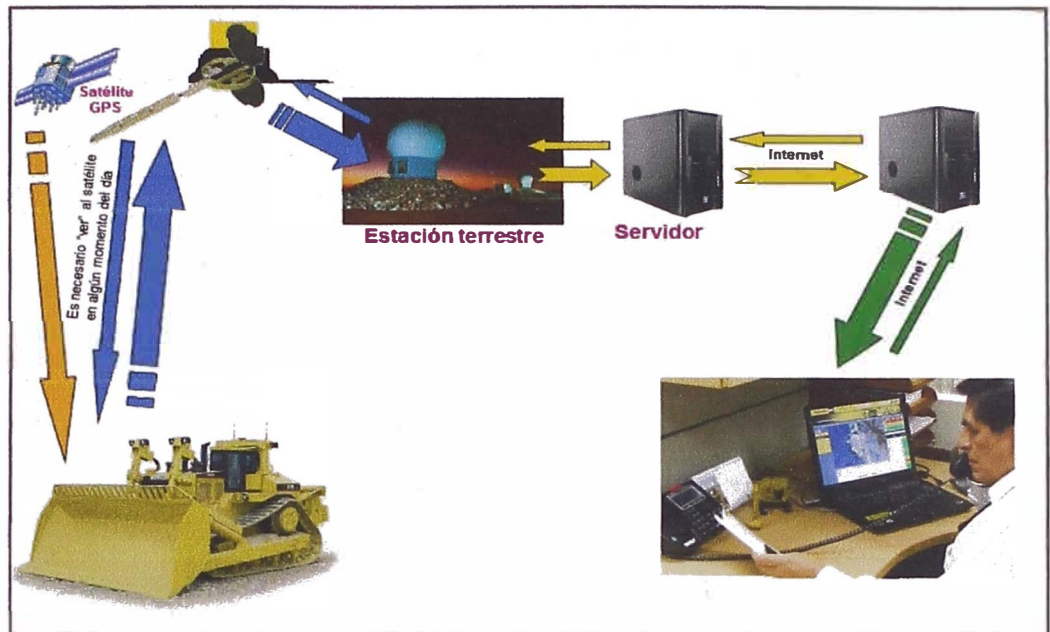 Satélite
GPS
Es necesario "ver" al satélite
en algún momento del día
Estación terrestre
Servidor
Internet
Internet